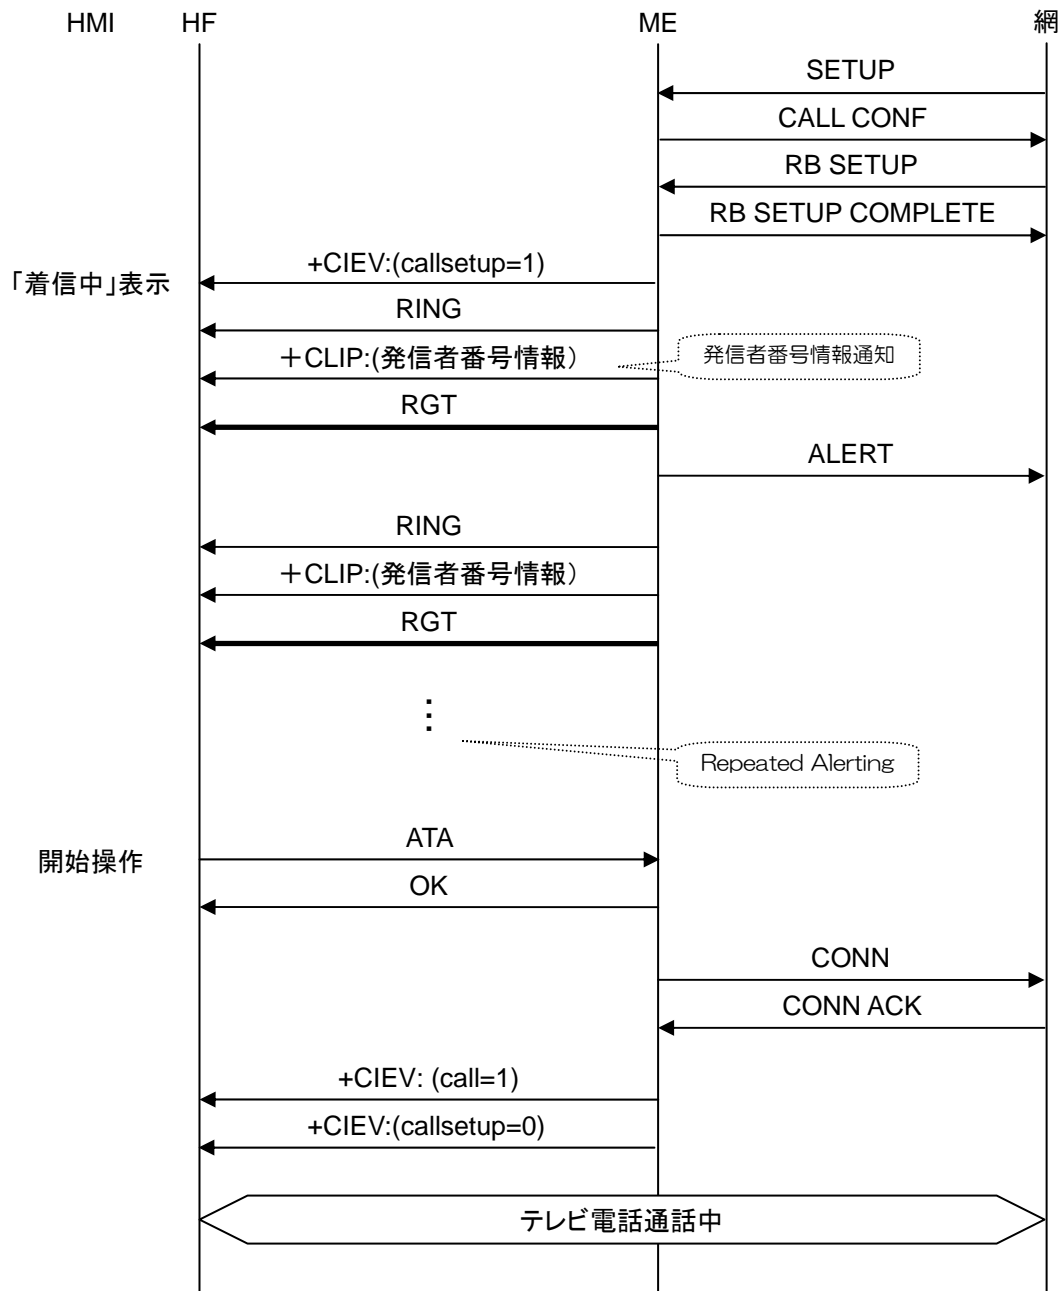 HMI HF ME 網
SETUP
CALL CONF
RB SETUP
RB SETUP COMPLETE
+CIEV:(callsetup=1)
「着信中」表示
RING
+CLIP:(発信者番号情報)
発信者番号情報通知
RGT
ALERT
RING
+CLIP:(発信者番号情報)
RGT
⋮
Repeated Alerting
ATA
開始操作
OK
CONN
CONN ACK
+CIEV: (call=1)
+CIEV:(callsetup=0)
テレビ電話通話中